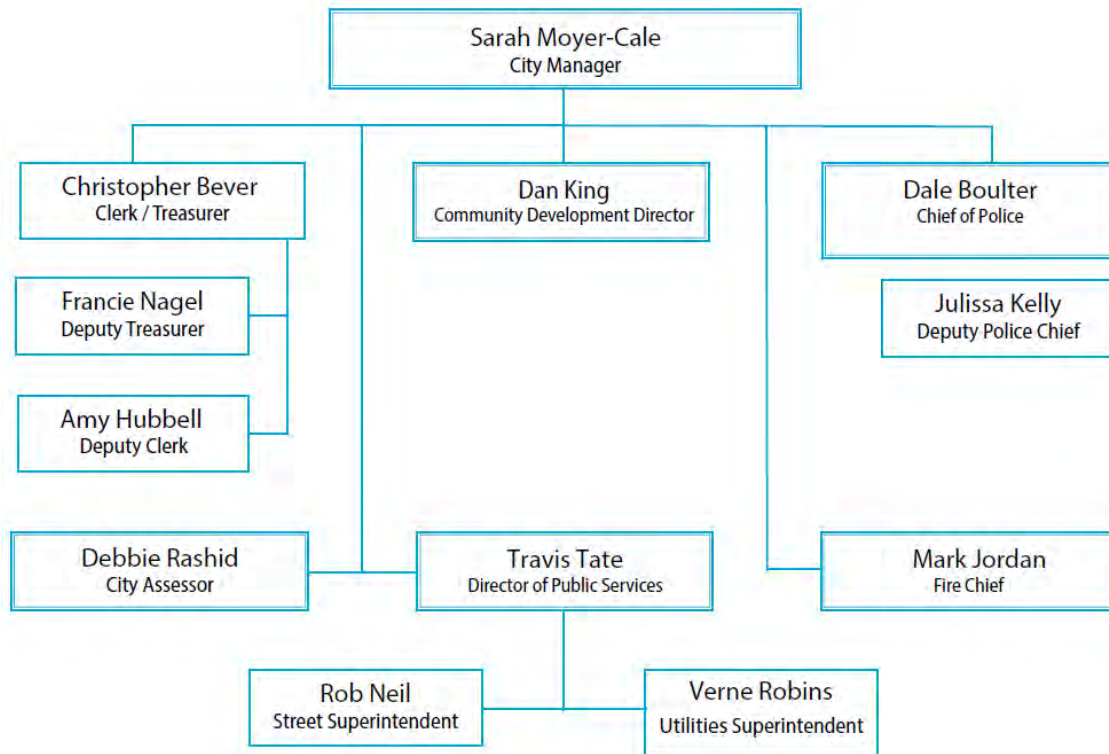 Sarah Moyer-Cale
City Manager
Christopher Bever
Clerk / Treasurer
Dan King
Community Development Director
Dale Boulter
Chief of Police
Francie Nagel
Deputy Treasurer
Julissa Kelly
Deputy Police Chief
Amy Hubbell
Deputy Clerk
Debbie Rashid
City Assessor
Travis Tate
Director of Public Services
Mark Jordan
Fire Chief
Rob Neil
Street Superintendent
Verne Robins
Utilities Superintendent